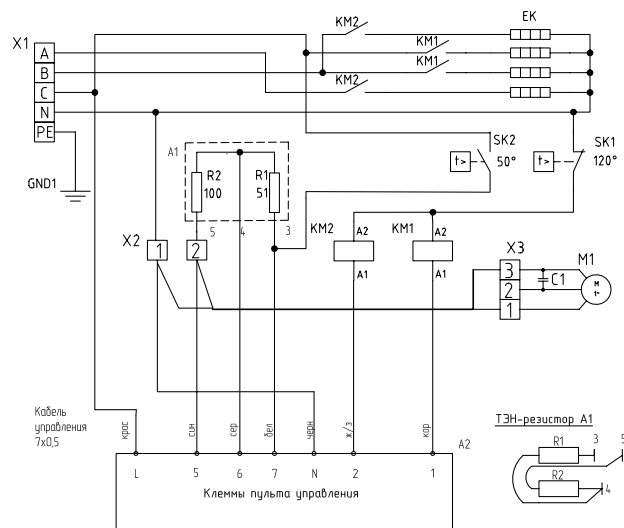 KM2
EK
X1
KM1
A
B
KM1
C
KM2
N
PE
GND1
A1
R2
100
R1
51
SK2
t>
50°
SK1
t>
120°
5
4
3
X2
1
2
KM2
A2
A1
KM1
A2
A1
X3
3
2
1
C1
M1
M
1~
Кабель
управления
7х0,5
крас
син
сер
бел
черн
ж/з
кор
A2
L
5
6
7
N
2
1
Клеммы пульта управления
ТЭН-резистор А1
R1
3
5
R2
4